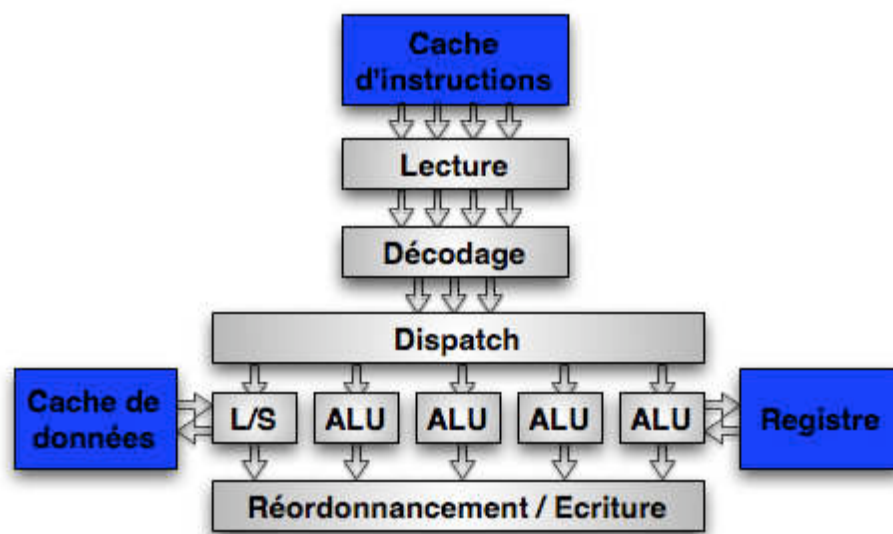 Cache
d'instructions
Lecture
Décodage
Dispatch
Cache de
données
L/S
ALU
ALU
ALU
ALU
Registre
Réordonnancement / Ecriture